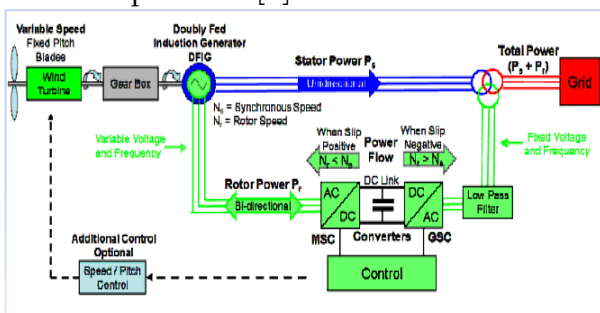 Variable Speed
Fixed Pitch
Blades
Wind
Turbine
Gear Box
Doubly Fed
Induction Generator
DFIG
Stator Power Ps
Unidirectional
Total Power
(Ps + Pr)
Grid
Ns = Synchronous Speed
Nr = Rotor Speed
Variable Voltage
and Frequency
When Slip
Positive
Nr < Ns
Power
Flow
When Slip
Negative
Nr > Ns
Fixed Voltage
and Frequency
Rotor Power Pr
Bi-directional
AC
DC
DC Link
DC
AC
Low Pass
Filter
MSC
Converters
GSC
Additional Control
Optional
Speed / Pitch
Control
Control